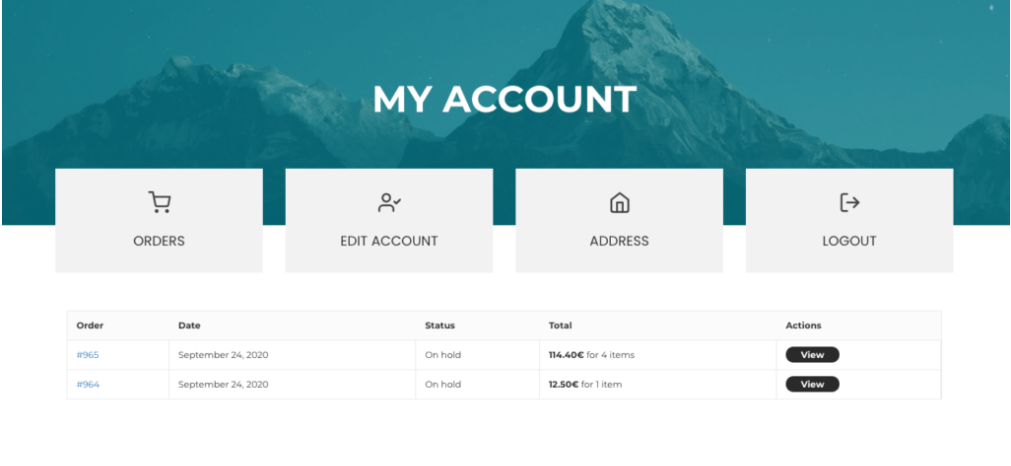 MY ACCOUNT
ORDERS EDIT ACCOUNT ADDRESS LOGOUT
Order Date Status Total Actions
#965 September 24, 2020 On hold 114.40€ for 4 items View
#964 September 24, 2020 On hold 12.50€ for 1 item View